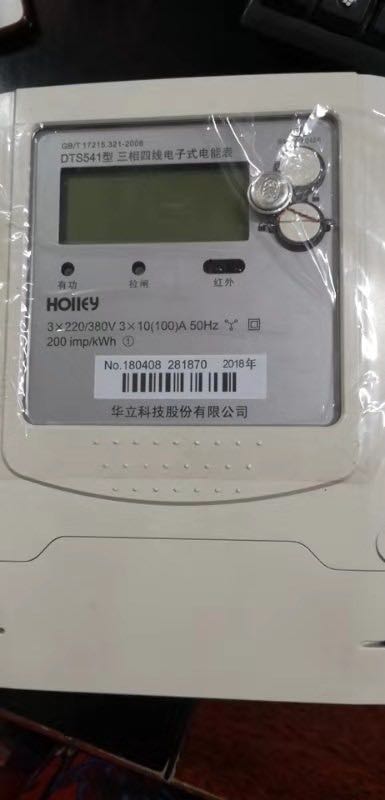 GB/T 17215.321-2008
DTS541型 三相四线电子式电能表
有功 拉闸 红外
Holley
3×220/380V 3×10(100)A 50Hz
200 imp/kWh ①
No.180408 281870 2018年
华立科技股份有限公司